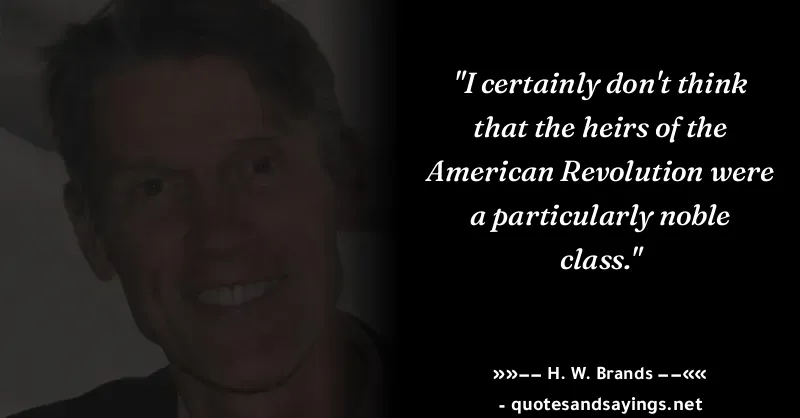 "I certainly don't think
that the heirs of the
American Revolution were
a particularly noble
class."
»»−− H. W. Brands −−««
- quotesandsayings.net